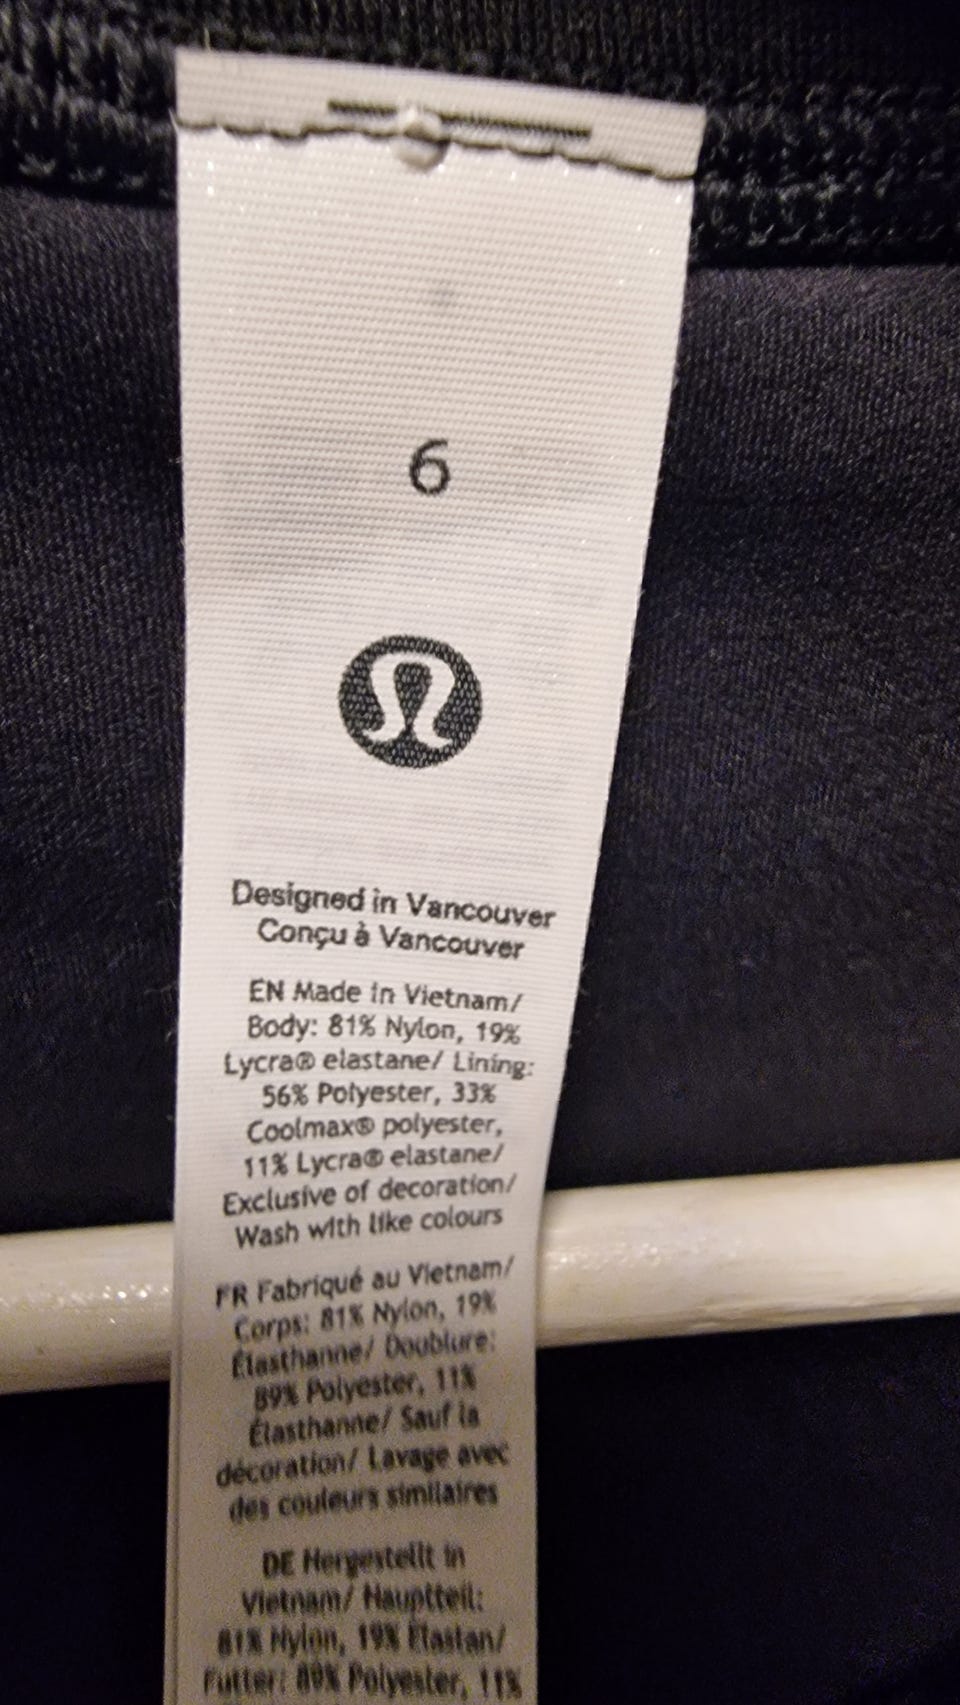 6
Designed in Vancouver
Conçu à Vancouver
EN Made in Vietnam/
Body: 81% Nylon, 19%
Lycra® elastane/ Lining:
56% Polyester, 33%
Coolmax® polyester,
11% Lycra® elastane/
Exclusive of decoration/
Wash with like colours
FR Fabriqué au Vietnam/
Corps: 81% Nylon, 19%
Élasthanne/ Doublure:
89% Polyester, 11%
Élasthanne/ Sauf la
décoration/ Lavage avec
des couleurs similaires
DE Hergestellt in
Vietnam/ Hauptteil:
81% Nylon, 19% Elastan/
Futter: 89% Polyester, 11%